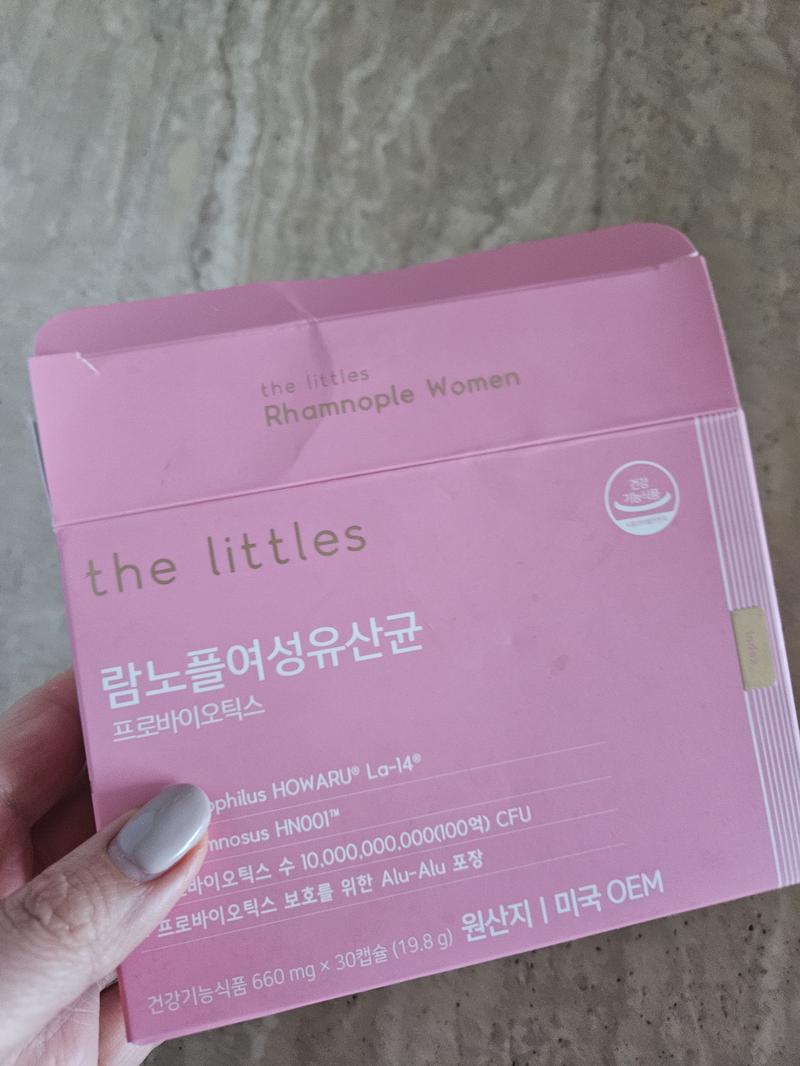 the littles
Rhamnople Women
건강
기능식품
the littles
람노플여성유산균
프로바이오틱스
ophilus HOWARU® La-14®
mnosus HN001™
바이오틱스 수 10,000,000,000(100억) CFU
프로바이오틱스 보호를 위한 Alu-Alu 포장
건강기능식품 660 mg × 30캡슐 (19.8 g) 원산지 | 미국 OEM
index